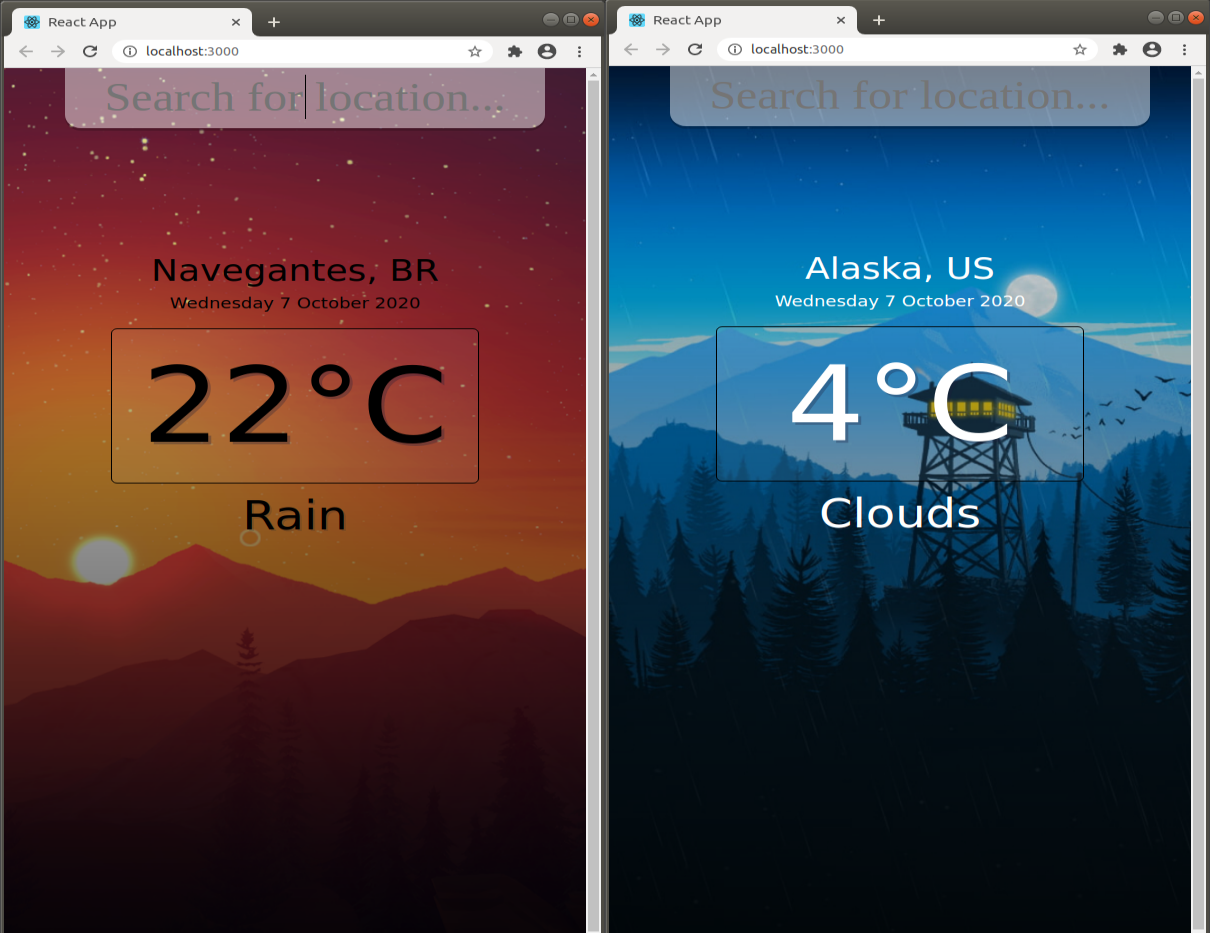 React App
localhost:3000
Search for location...
Navegantes, BR
Wednesday 7 October 2020
22°C
Rain
React App
localhost:3000
Search for location...
Alaska, US
Wednesday 7 October 2020
4°C
Clouds